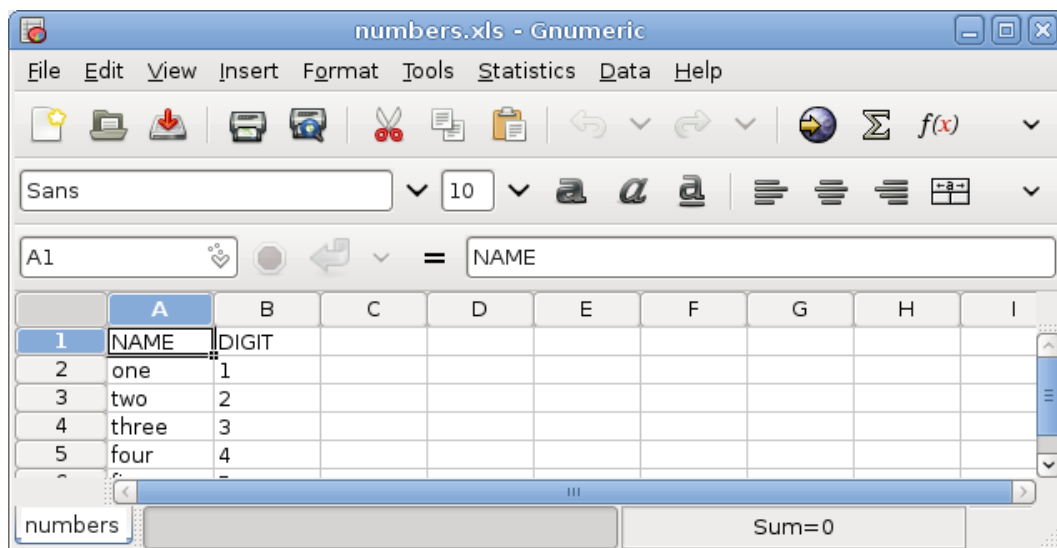 numbers.xls - Gnumeric
File Edit View Insert Format Tools Statistics Data Help
f(x)
Sans 10 a a a a
A1 = NAME
A B C D E F G H I
1 NAME DIGIT
2 one 1
3 two 2
4 three 3
5 four 4
numbers Sum=0